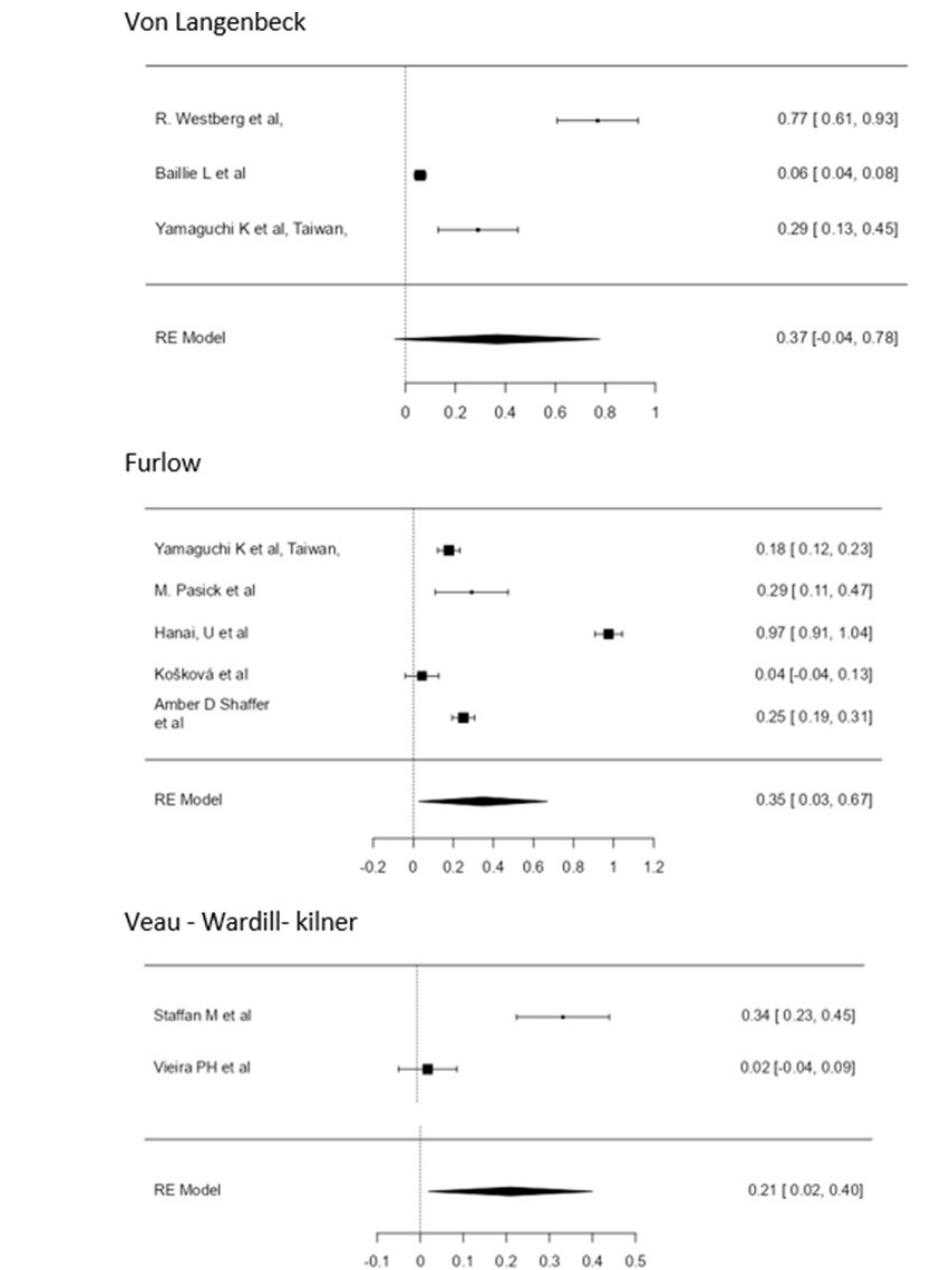 Von Langenbeck
R. Westberg et al, 0.77 [ 0.61, 0.93]
Baillie L et al 0.06 [ 0.04, 0.08]
Yamaguchi K et al, Taiwan, 0.29 [ 0.13, 0.45]
RE Model 0.37 [-0.04, 0.78]
0 0.2 0.4 0.6 0.8 1
Furlow
Yamaguchi K et al, Taiwan, 0.18 [ 0.12, 0.23]
M. Pasick et al 0.29 [ 0.11, 0.47]
Hanai, U et al 0.97 [ 0.91, 1.04]
Košková et al 0.04 [-0.04, 0.13]
Amber D Shaffer
et al 0.25 [ 0.19, 0.31]
RE Model 0.35 [ 0.03, 0.67]
-0.2 0 0.2 0.4 0.6 0.8 1 1.2
Veau - Wardill- kilner
Staffan M et al 0.34 [ 0.23, 0.45]
Vieira PH et al 0.02 [-0.04, 0.09]
RE Model 0.21 [ 0.02, 0.40]
-0.1 0 0.1 0.2 0.3 0.4 0.5